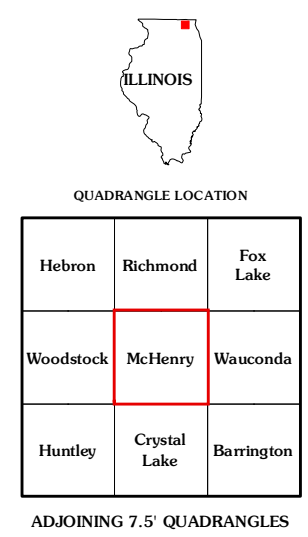 ILLINOIS
QUADRANGLE LOCATION
Hebron
Richmond
Fox
Lake
Woodstock
McHenry
Wauconda
Huntley
Crystal
Lake
Barrington
ADJOINING 7.5' QUADRANGLES